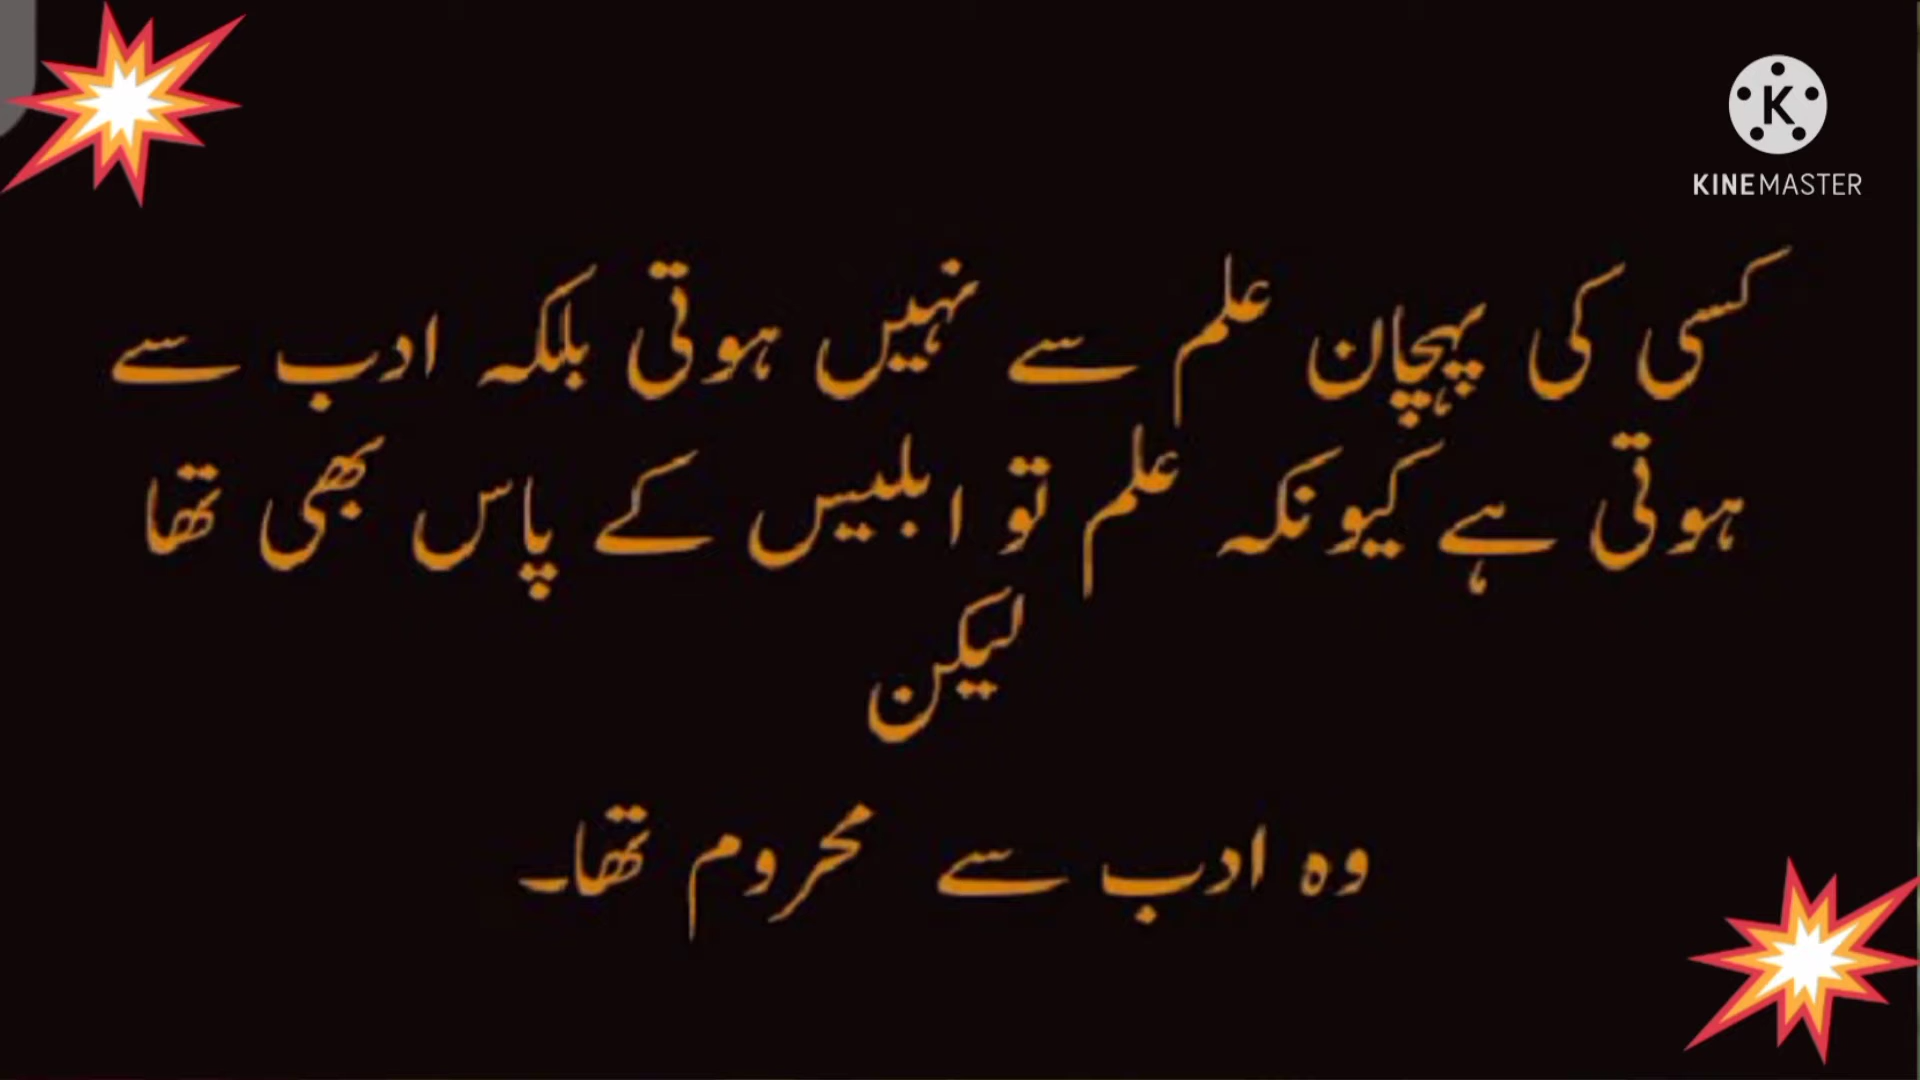 KINEMASTER
کسی کی پہچان علم سے نہیں ہوتی بلکہ ادب سے
ہوتی ہے کیونکہ علم تو ابلیس کے پاس بھی تھا
لیکن
وہ ادب سے محروم تھا۔